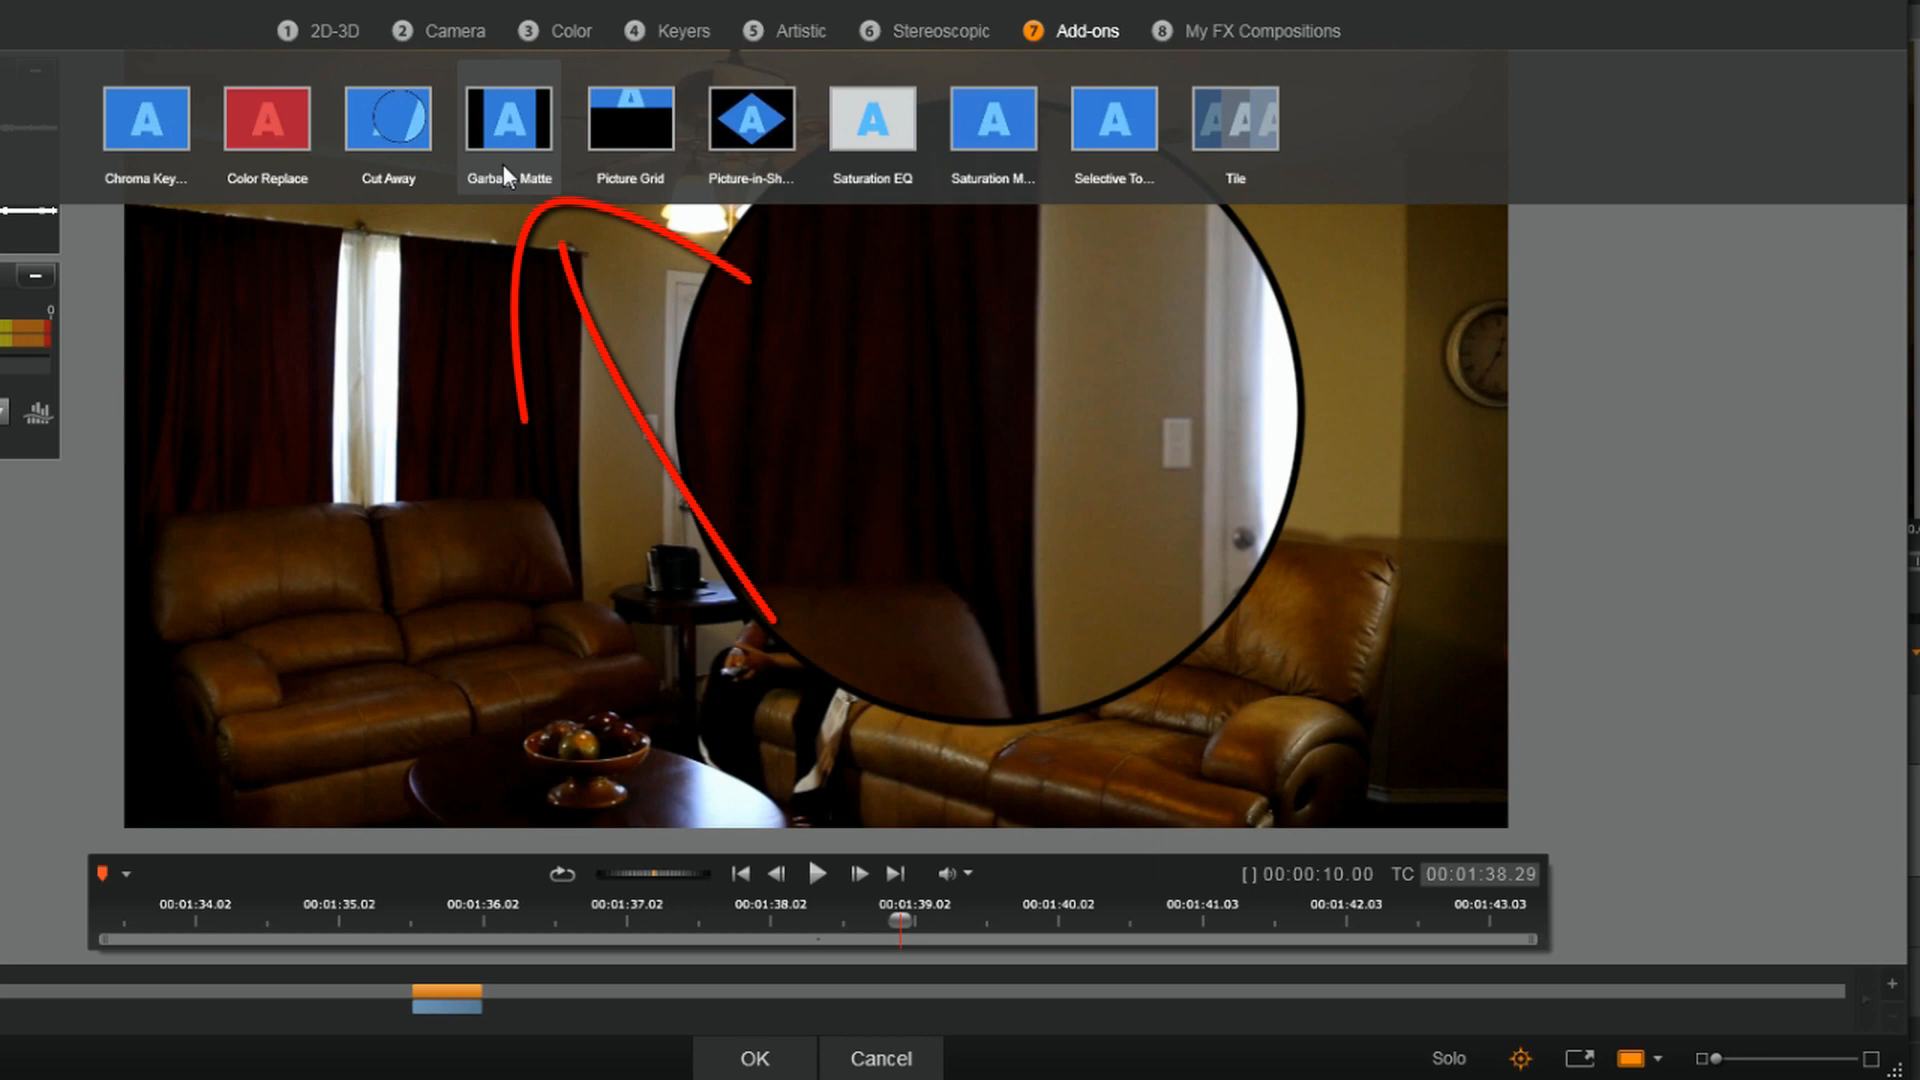 1 2D-3D 2 Camera 3 Color 4 Keyers 5 Artistic 6 Stereoscopic 7 Add-ons 8 My FX Compositions
A A A A A A A A A A A
Chroma Key... Color Replace Cut Away Garba Matte Picture Grid Picture-in-Sh... Saturation EQ Saturation M... Selective To... Tile
0
[ ] 00:00:10.00 TC 00:01:38.29
00:01:34.02 00:01:35.02 00:01:36.02 00:01:37.02 00:01:38.02 00:01:39.02 00:01:40.02 00:01:41.03 00:01:42.03 00:01:43.03
OK Cancel Solo